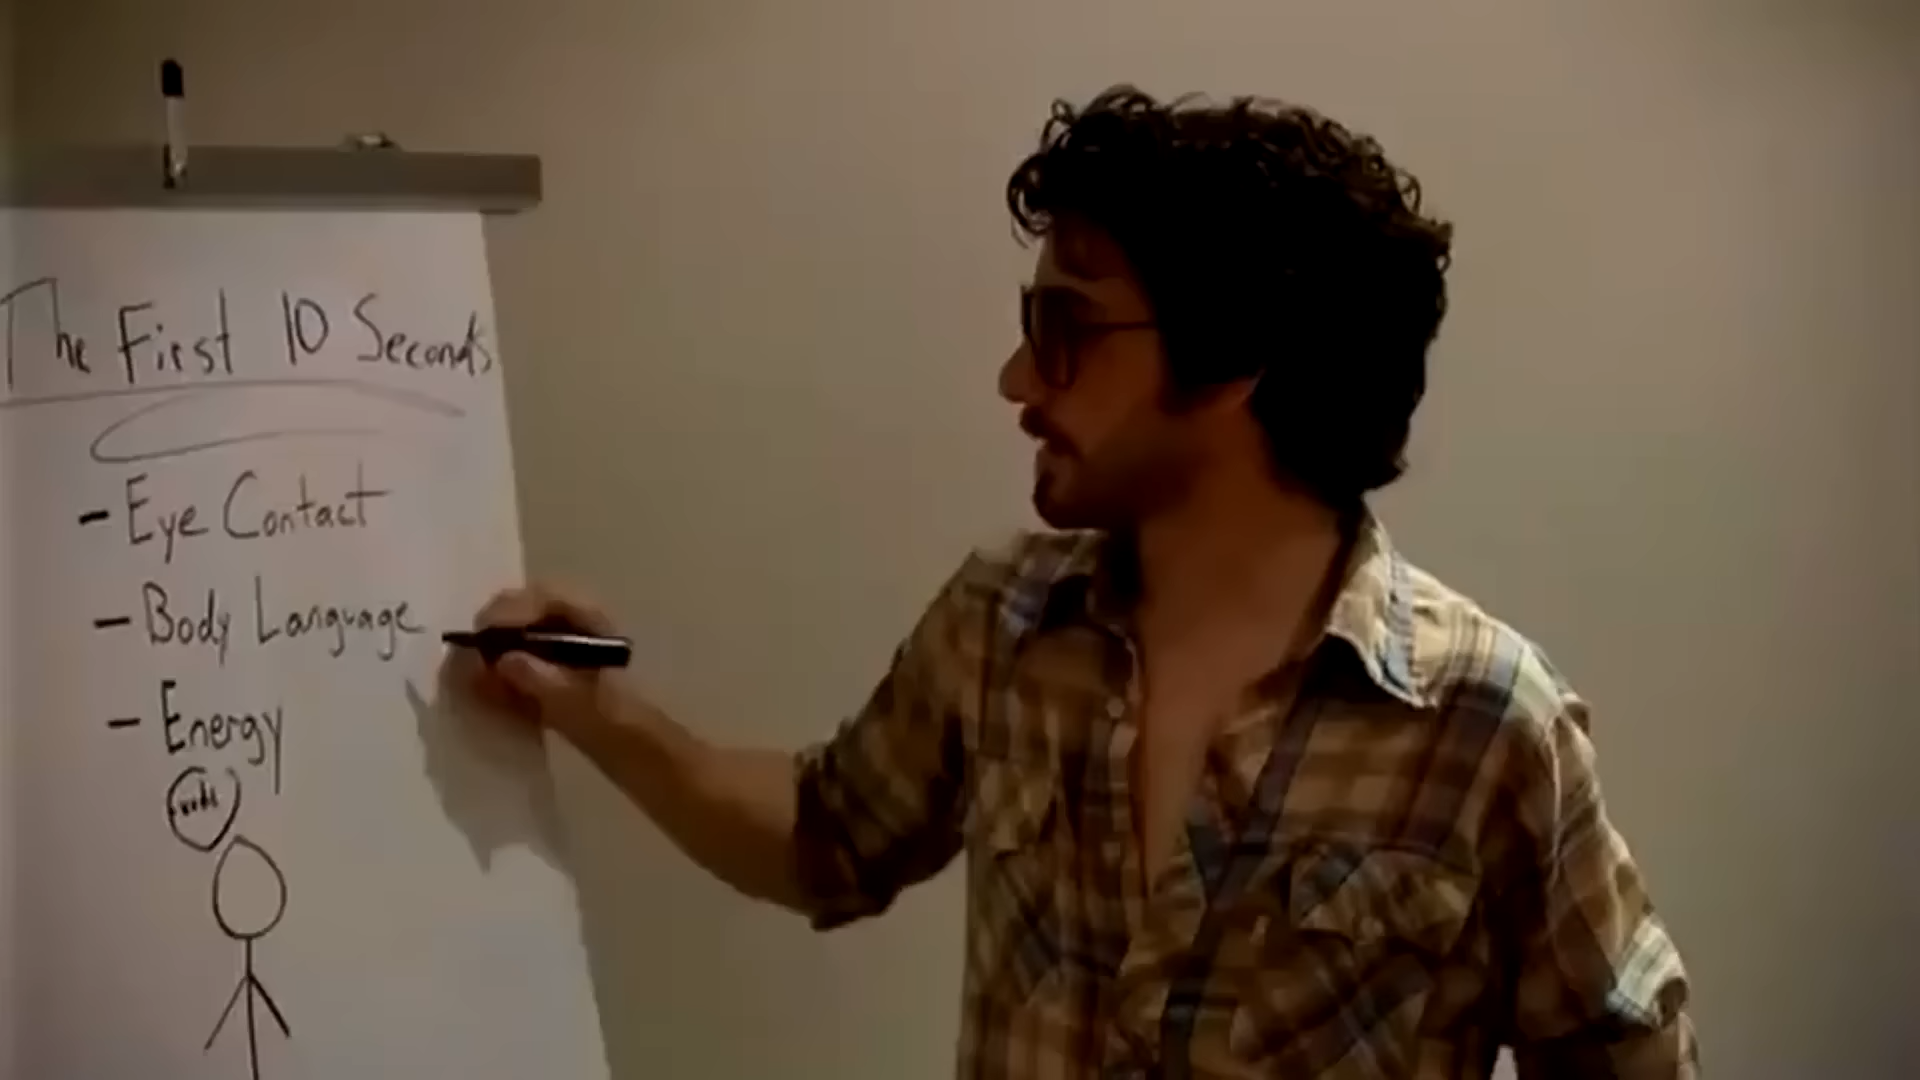 The First 10 Seconds
- Eye Contact
- Body Language
- Energy